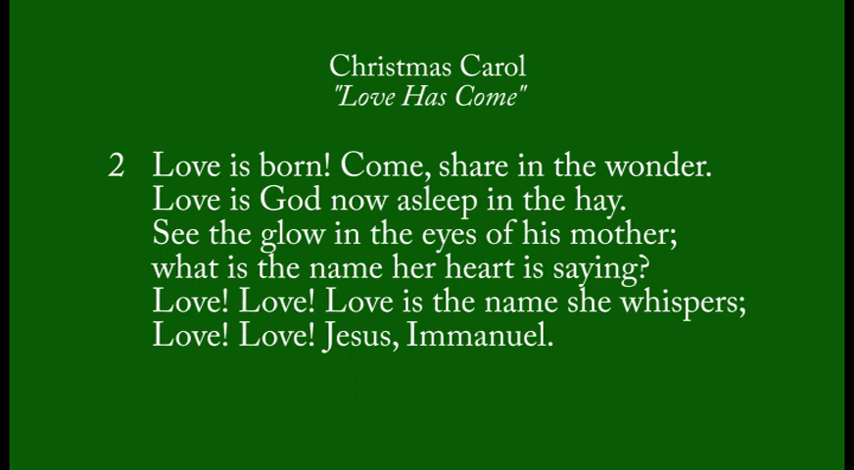 Christmas Carol
"Love Has Come"
2 Love is born! Come, share in the wonder.
Love is God now asleep in the hay.
See the glow in the eyes of his mother;
what is the name her heart is saying?
Love! Love! Love is the name she whispers;
Love! Love! Jesus, Immanuel.